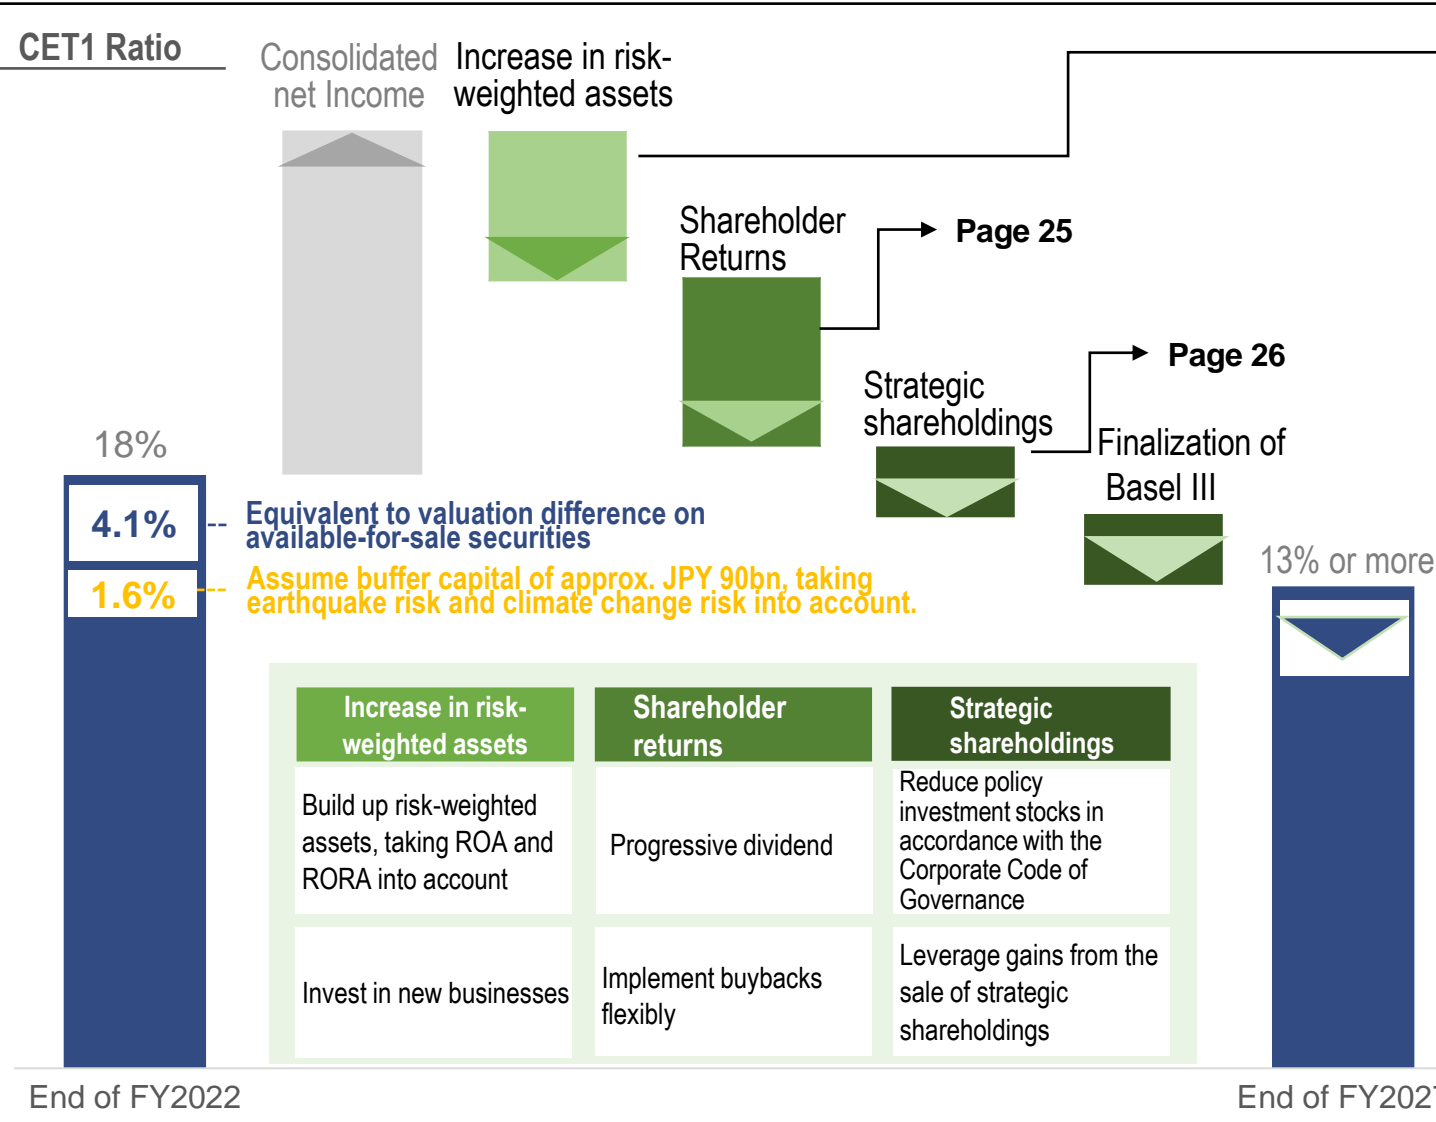 CET1 Ratio
Consolidated
net Income
Increase in risk-
weighted assets
Shareholder
Returns
Page 25
Strategic
shareholdings
Page 26
Finalization of
Basel III
18%
13% or more
4.1%
Equivalent to valuation difference on
available-for-sale securities
1.6%
Assume buffer capital of approx. JPY 90bn, taking
earthquake risk and climate change risk into account.
Increase in risk-
weighted assets
Shareholder
returns
Strategic
shareholdings
Build up risk-weighted
assets, taking ROA and
RORA into account
Progressive dividend
Reduce policy
investment stocks in
accordance with the
Corporate Code of
Governance
Invest in new businesses
Implement buybacks
flexibly
Leverage gains from the
sale of strategic
shareholdings
End of FY2022
End of FY2027